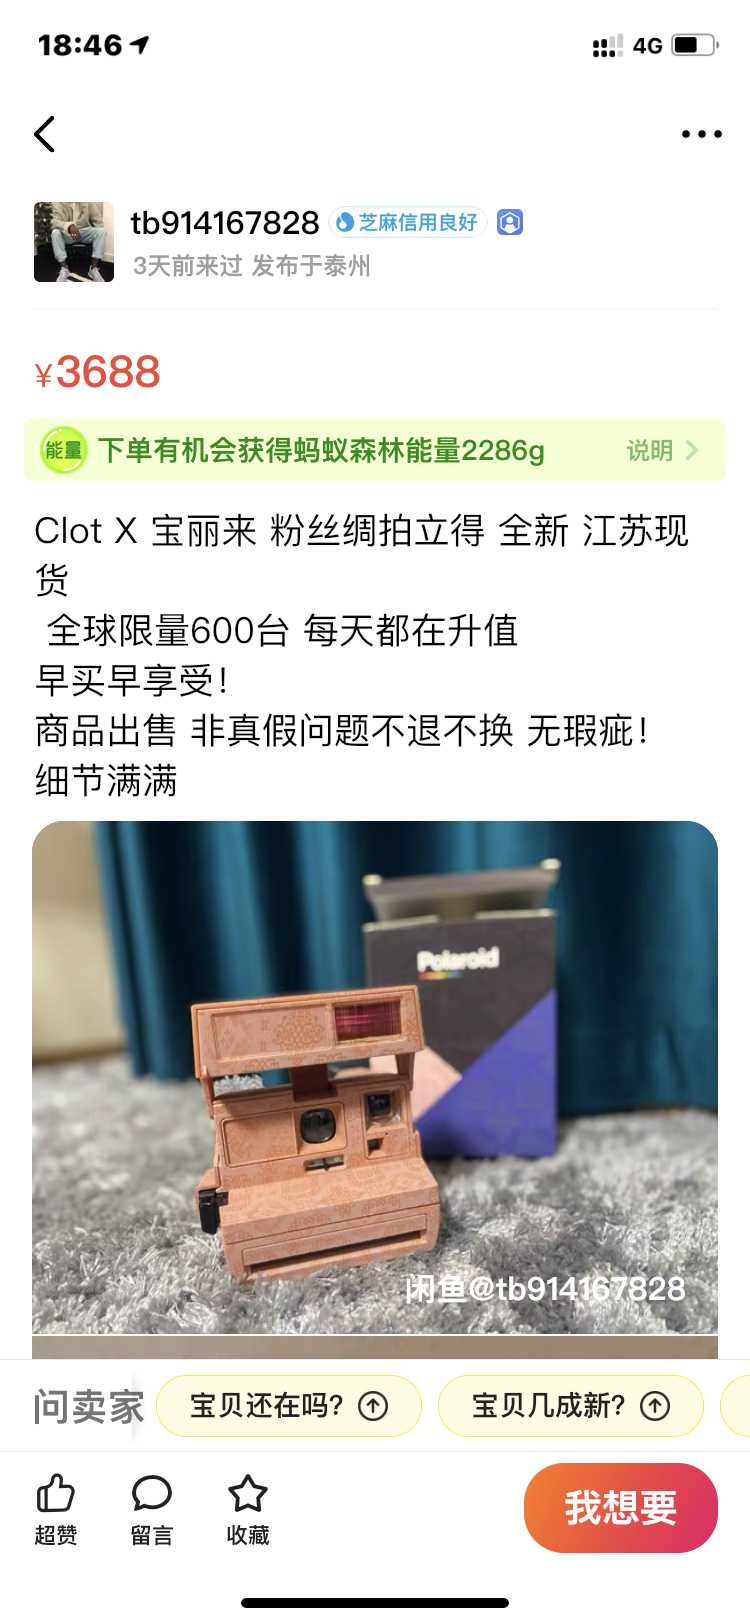 18:46
4G
tb914167828 芝麻信用良好
3天前来过 发布于泰州
¥3688
能量 下单有机会获得蚂蚁森林能量2286g 说明
Clot X 宝丽来 粉丝绸拍立得 全新 江苏现
货
全球限量600台 每天都在升值
早买早享受！
商品出售 非真假问题不退不换 无瑕疵！
细节满满
Polaroid
闲鱼@tb914167828
问卖家 宝贝还在吗? 宝贝几成新?
超赞 留言 收藏 我想要